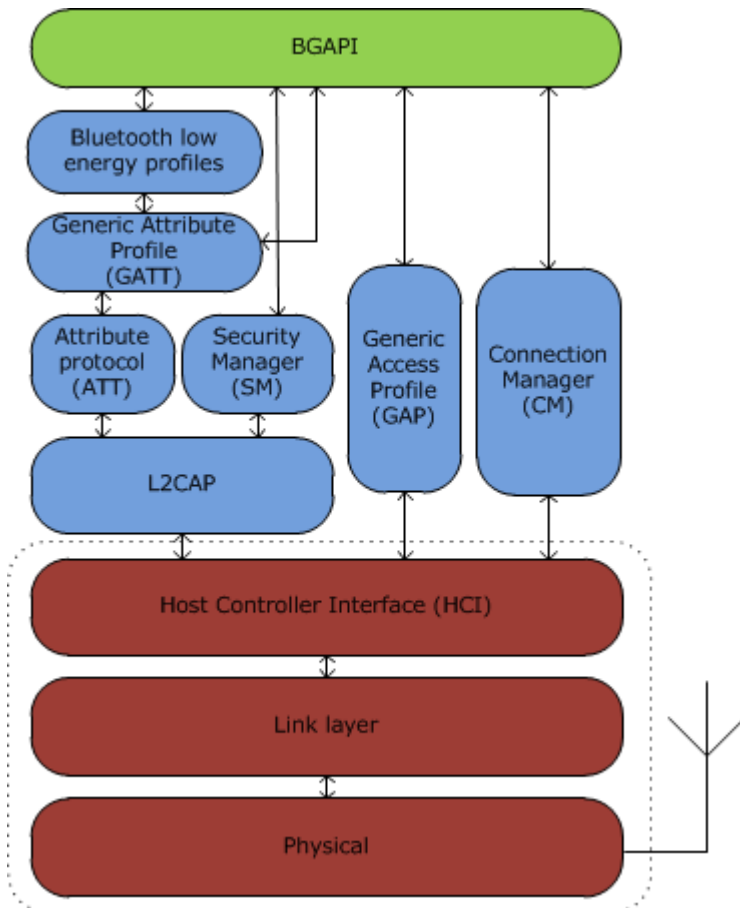 BGAPI
Bluetooth low
energy profiles
Generic Attribute
Profile
(GATT)
Attribute
protocol
(ATT)
Security
Manager
(SM)
Generic
Access
Profile
(GAP)
Connection
Manager
(CM)
L2CAP
Host Controller Interface (HCI)
Link layer
Physical